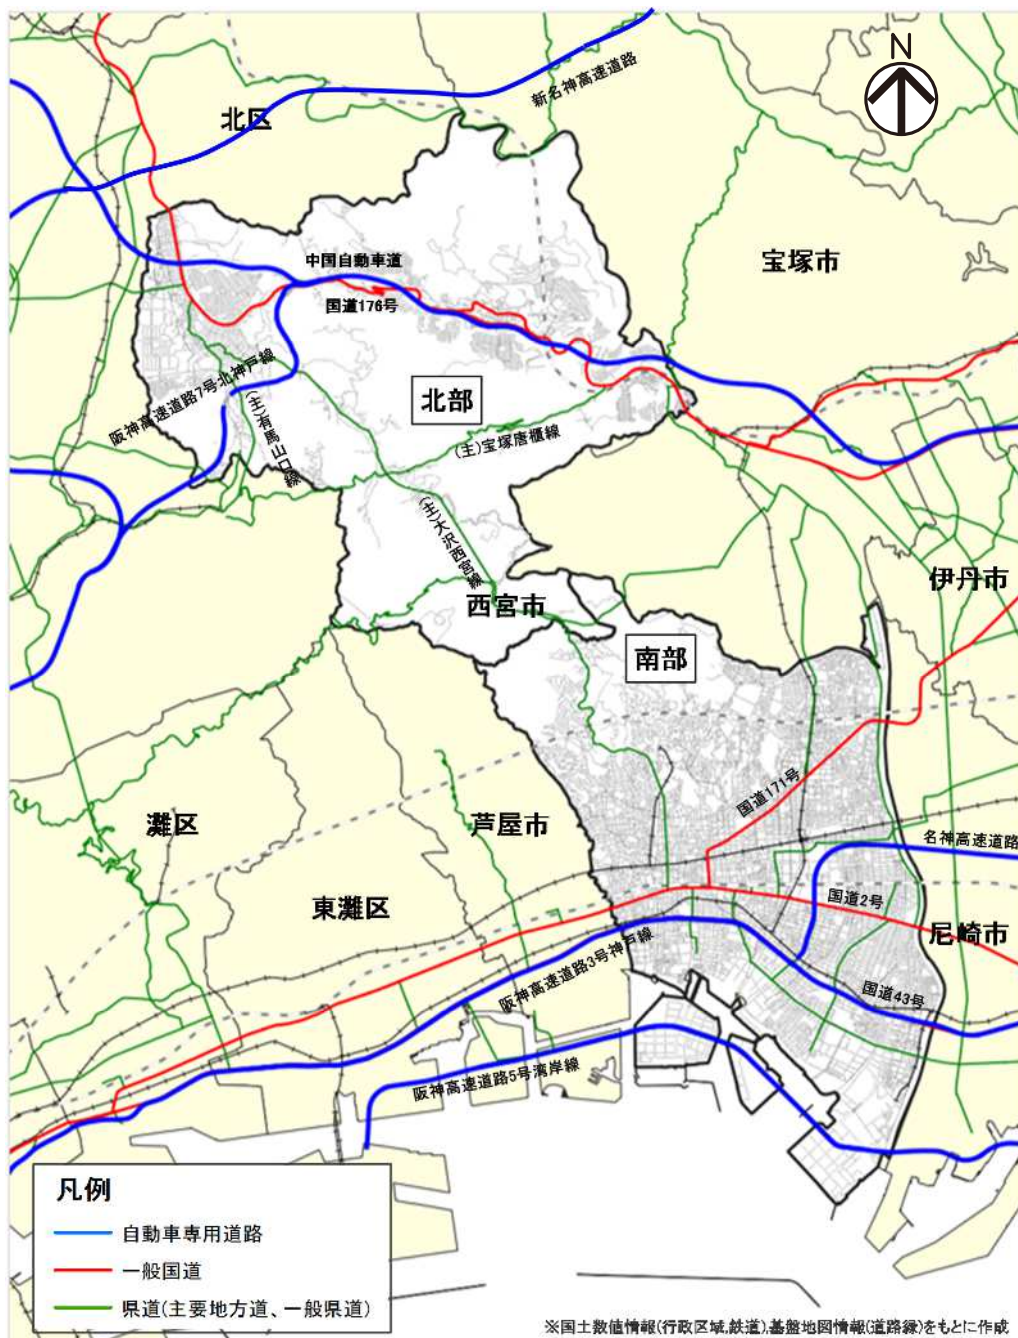 N
新名神高速道路
北区
宝塚市
中国自動車道
国道176号
阪神高速道路7号北神戸線
北部
(主)有馬山口線
(主)宝塚唐櫃線
(主)大沢西宮線
伊丹市
西宮市
南部
国道171号
灘区
芦屋市
名神高速道路
国道2号
東灘区
尼崎市
阪神高速道路3号神戸線
国道43号
阪神高速道路5号湾岸線
凡例
自動車専用道路
一般国道
県道(主要地方道、一般県道)
※国土数値情報(行政区域,鉄道),基盤地図情報(道路縁)をもとに作成